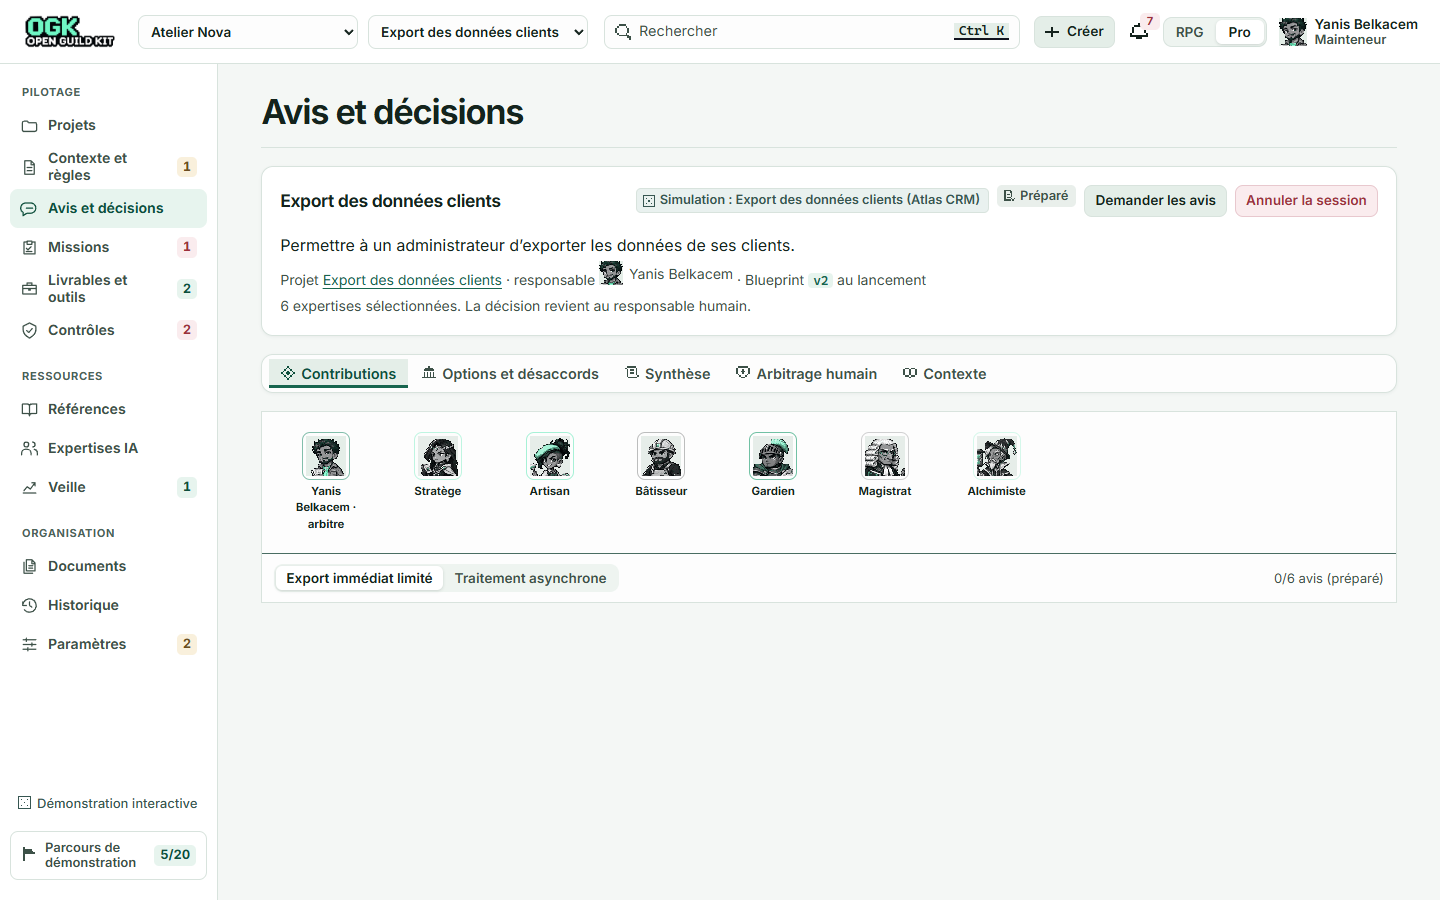 OGK
OPEN GUILD KIT
Atelier Nova
Export des données clients
Rechercher
Ctrl K
Créer
7
RPG
Pro
Yanis Belkacem
Mainteneur
PILOTAGE
Projets
Contexte et
règles
1
Avis et décisions
Missions
1
Livrables et
outils
2
Contrôles
2
RESSOURCES
Références
Expertises IA
Veille
1
ORGANISATION
Documents
Historique
Paramètres
2
Démonstration interactive
Parcours de
démonstration
5/20
Avis et décisions
Export des données clients
Simulation : Export des données clients (Atlas CRM)
Préparé
Demander les avis
Annuler la session
Permettre à un administrateur d’exporter les données de ses clients.
Projet Export des données clients · responsable Yanis Belkacem · Blueprint v2 au lancement
6 expertises sélectionnées. La décision revient au responsable humain.
Contributions
Options et désaccords
Synthèse
Arbitrage humain
Contexte
Yanis
Belkacem ·
arbitre
Stratège
Artisan
Bâtisseur
Gardien
Magistrat
Alchimiste
Export immédiat limité
Traitement asynchrone
0/6 avis (préparé)